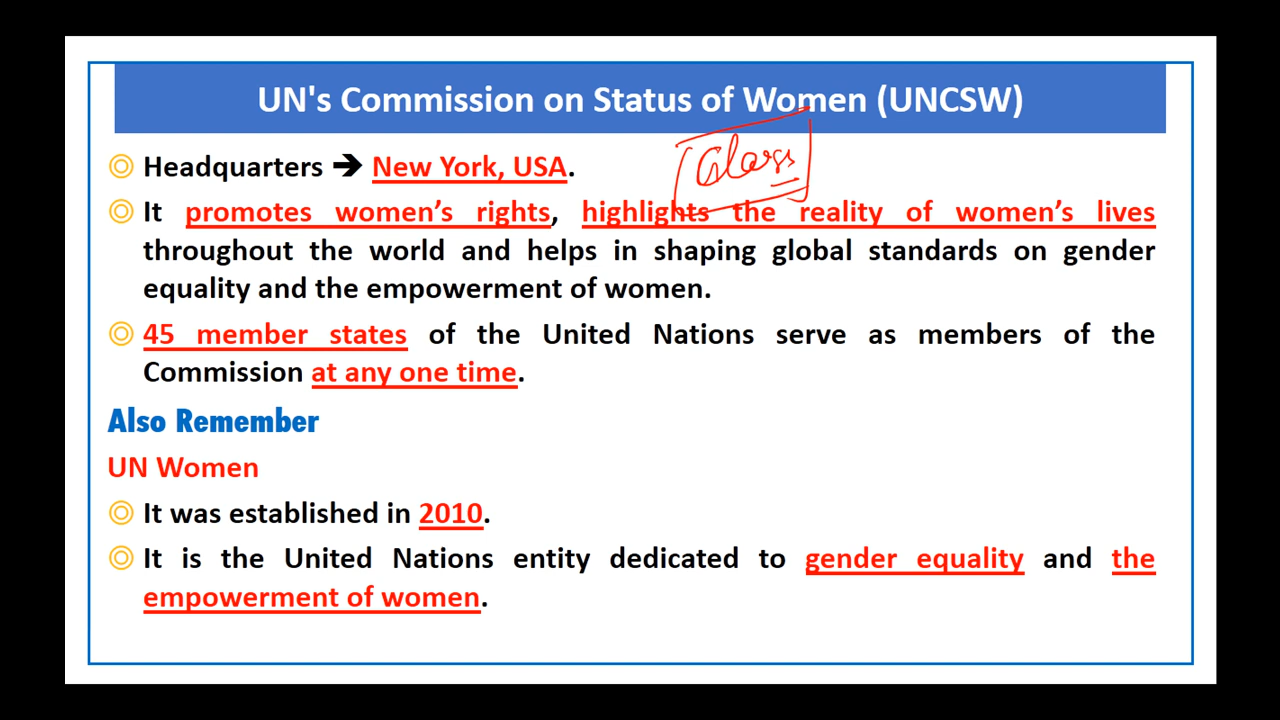 UN's Commission on Status of Women (UNCSW)
Headquarters ➔ New York, USA.
It promotes women’s rights, highlights the reality of women’s lives
throughout the world and helps in shaping global standards on gender
equality and the empowerment of women.
45 member states of the United Nations serve as members of the
Commission at any one time.
Also Remember
UN Women
It was established in 2010.
It is the United Nations entity dedicated to gender equality and the
empowerment of women.